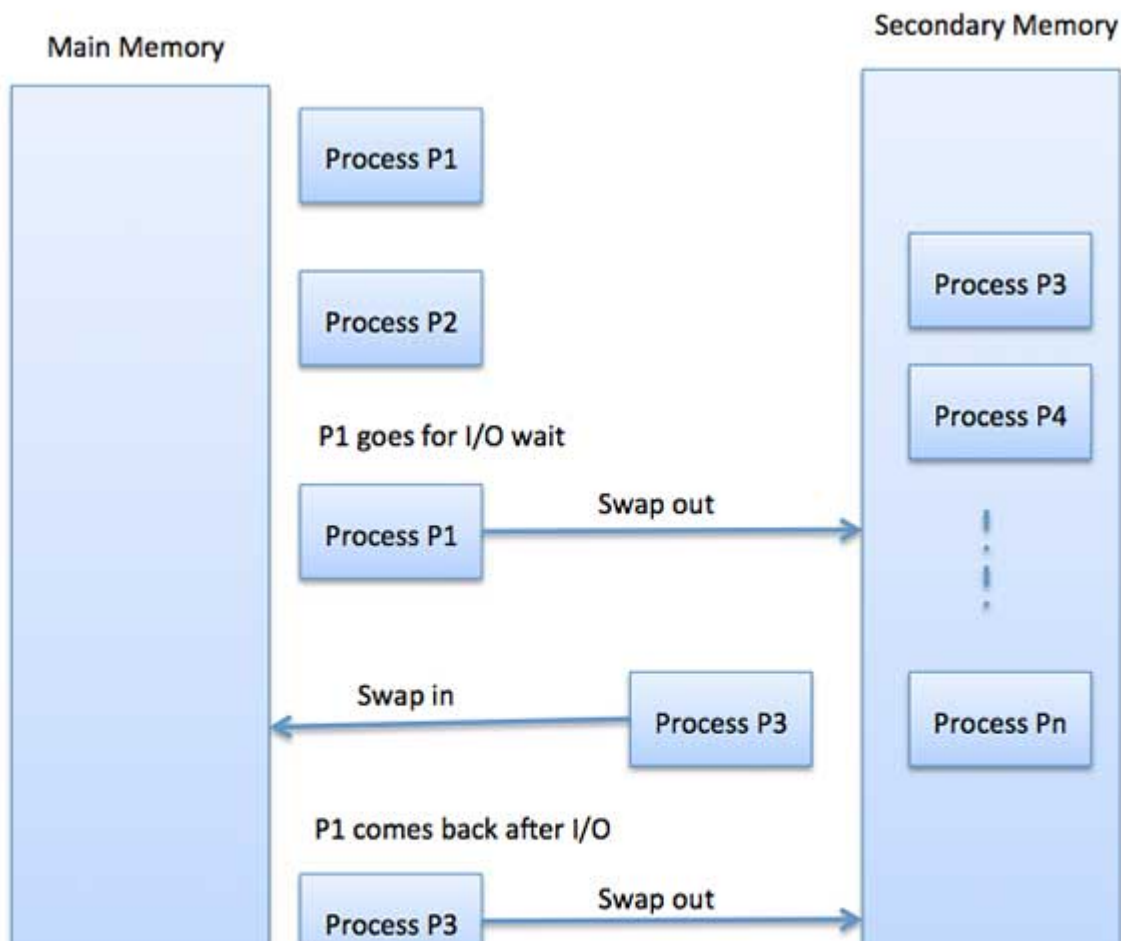 Main Memory
Secondary Memory
Process P1
Process P3
Process P2
Process P4
P1 goes for I/O wait
Process P1
Swap out
Swap in
Process P3
Process Pn
P1 comes back after I/O
Process P3
Swap out